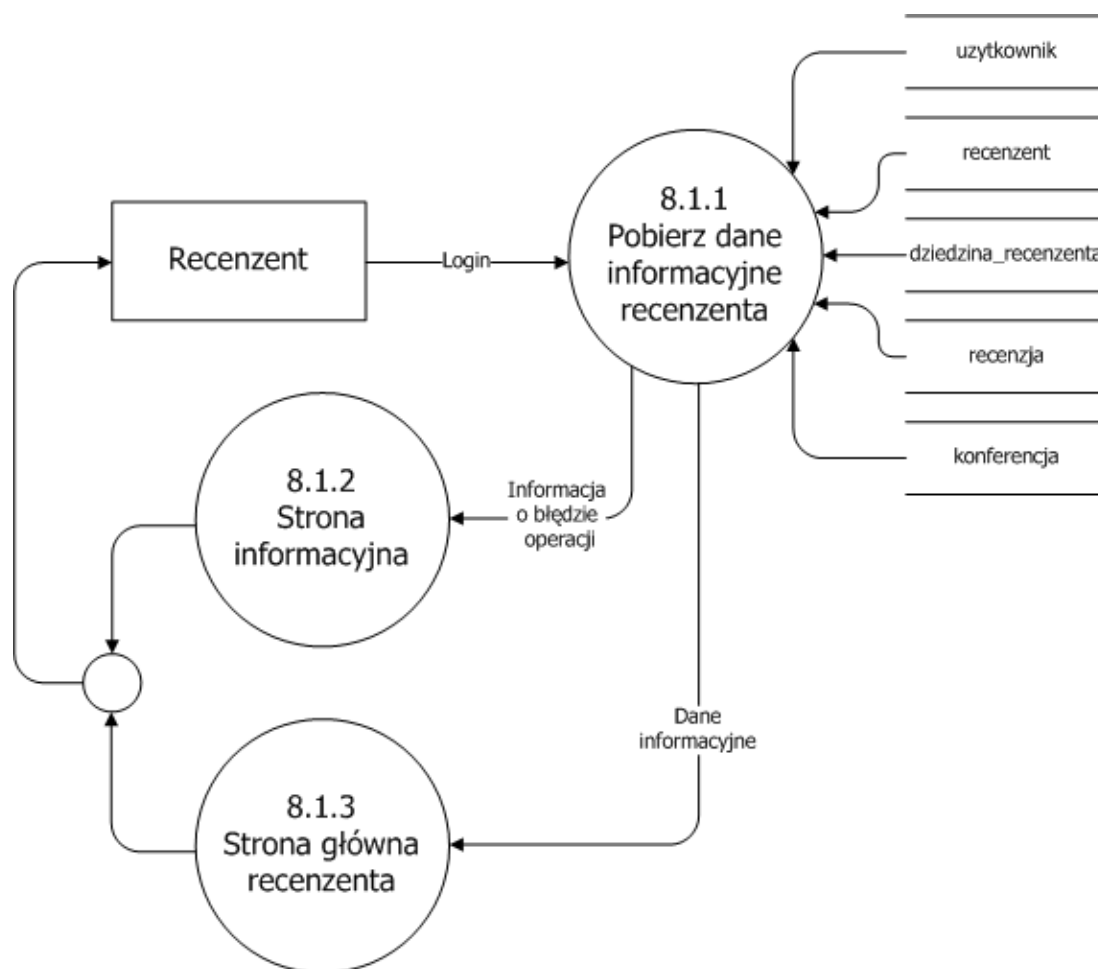 uzytkownik
recenzent
dziedzina_recenzenta
recenzja
konferencja
8.1.1
Pobierz dane
informacyjne
recenzenta
Recenzent
Login
8.1.2
Strona
informacyjna
Informacja
o błędzie
operacji
Dane
informacyjne
8.1.3
Strona główna
recenzenta